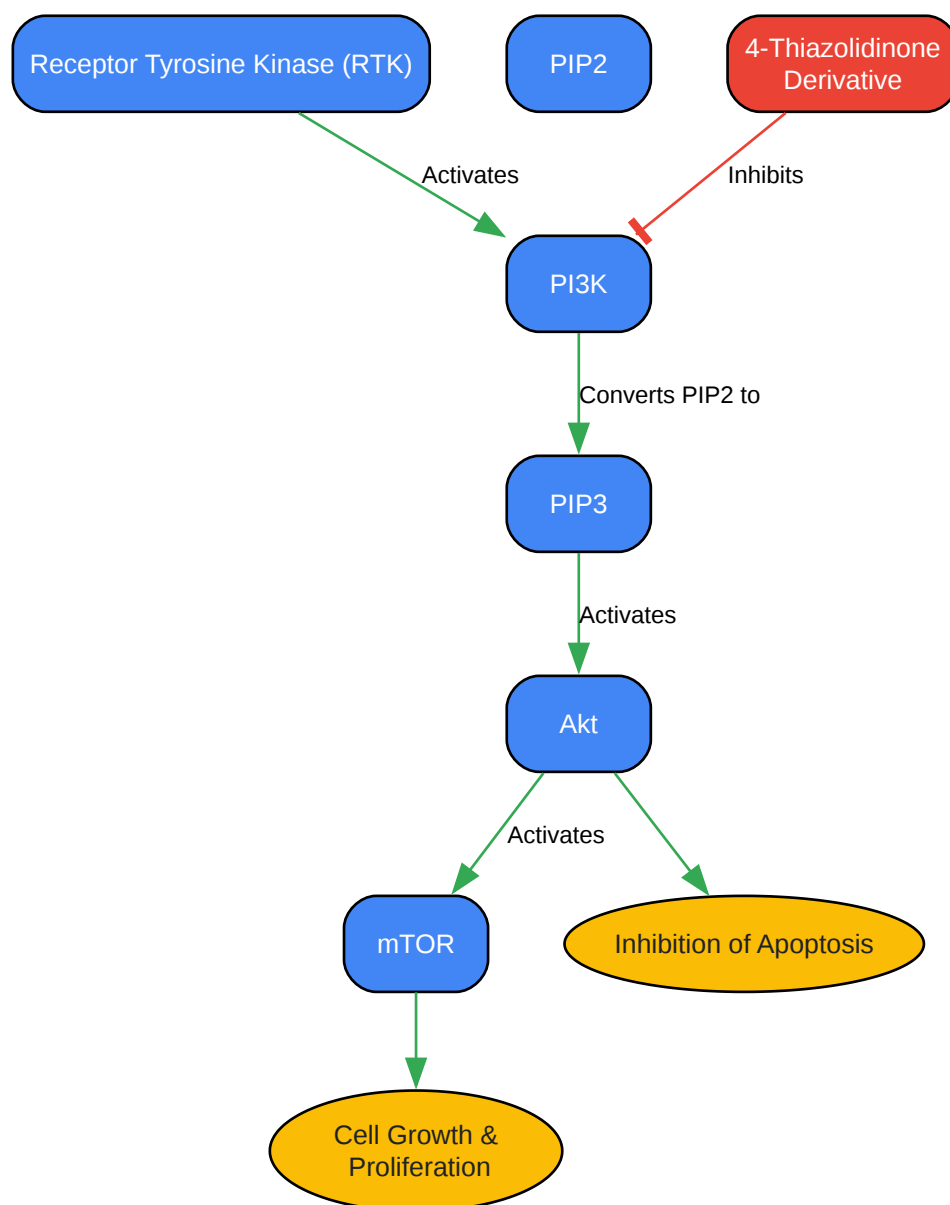 Receptor Tyrosine Kinase (RTK)
PIP2
4-Thiazolidinone
Derivative
Activates
Inhibits
PI3K
Converts PIP2 to
PIP3
Activates
Akt
Activates
mTOR
Inhibition of Apoptosis
Cell Growth &
Proliferation